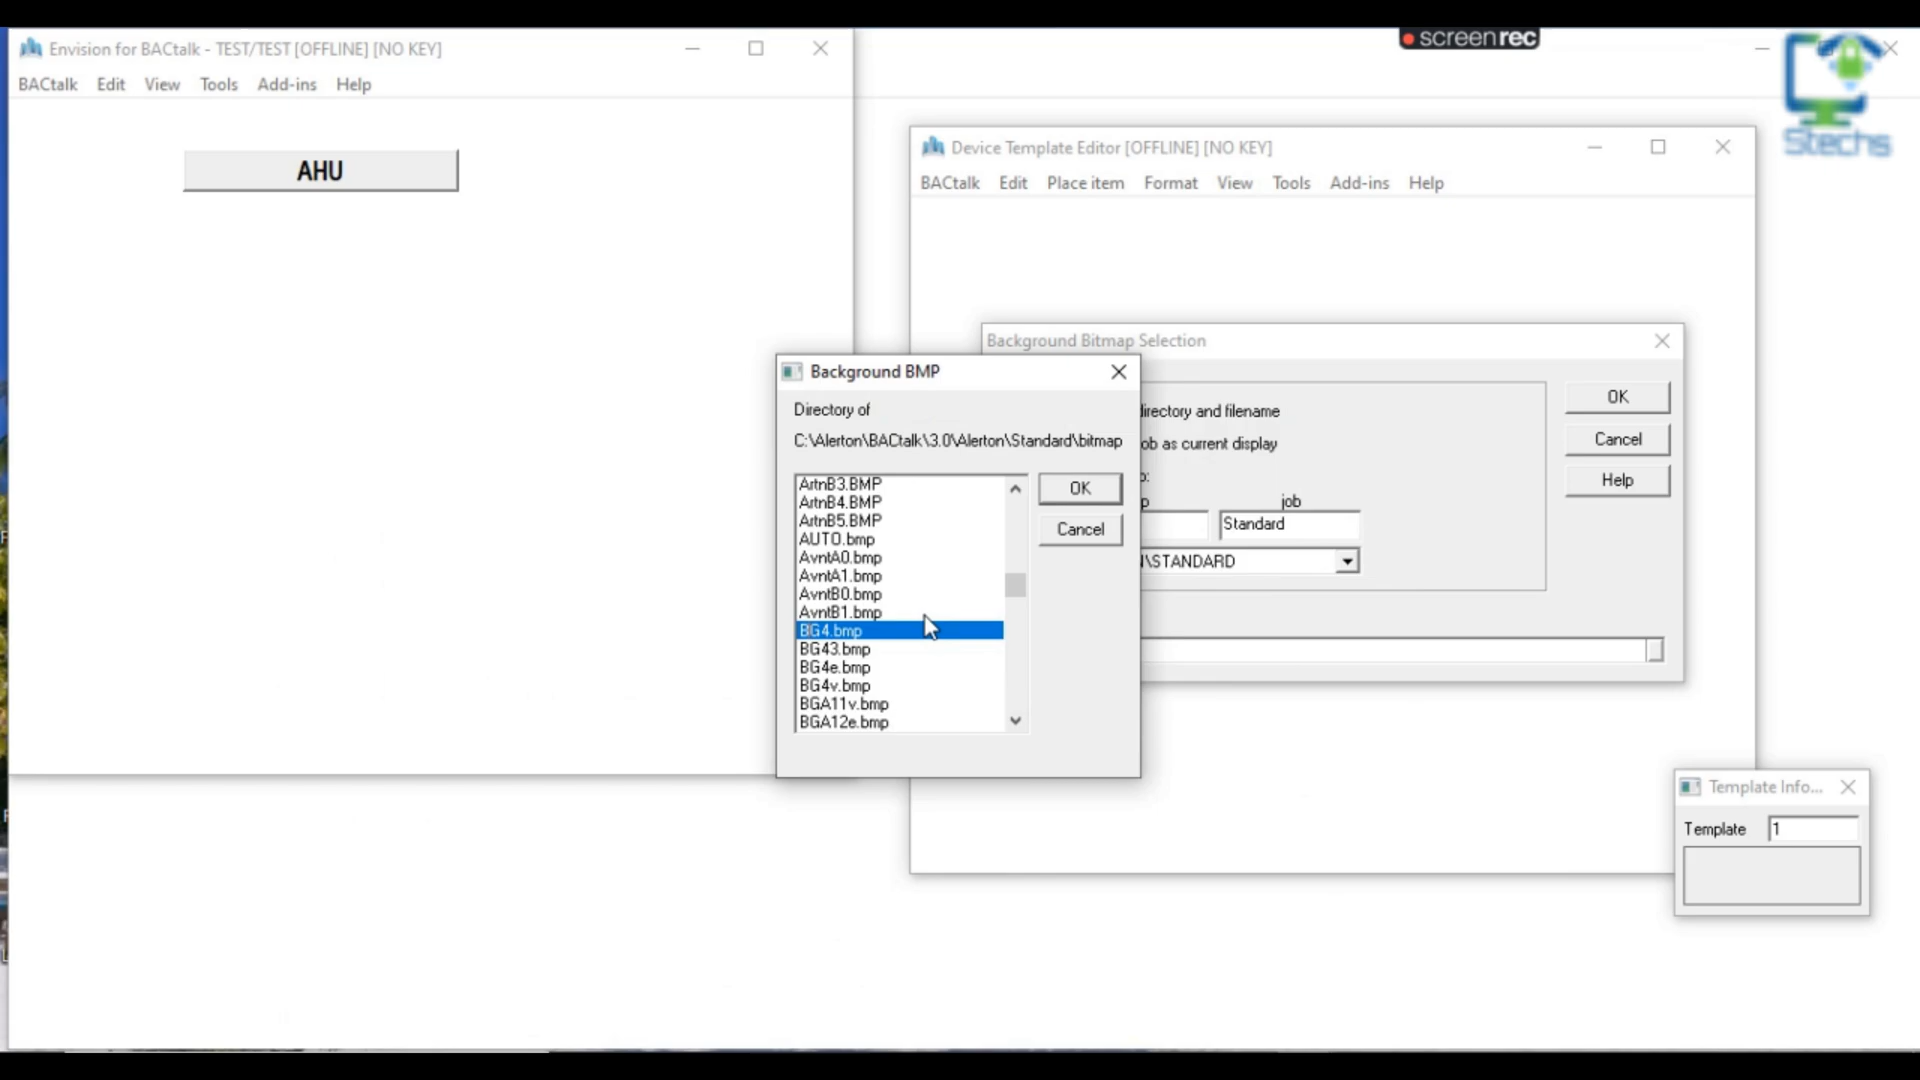 screenrec
Envision for BACtalk - TEST/TEST [OFFLINE] [NO KEY]
BACtalk Edit View Tools Add-ins Help
Stechs
AHU
Device Template Editor [OFFLINE] [NO KEY]
BACtalk Edit Place item Format View Tools Add-ins Help
Background Bitmap Selection
Background BMP
OK
directory and filename
Directory of
C:\Alerton\BACtalk\3.0\Alerton\Standard\bitmap
ob as current display
Cancel
Help
p:
p
job
Standard
\STANDARD
ArtnB3.BMP
ArtnB4.BMP
ArtnB5.BMP
AUTO.bmp
AvntA0.bmp
AvntA1.bmp
AvntB0.bmp
AvntB1.bmp
BG4.bmp
BG43.bmp
BG4e.bmp
BG4v.bmp
BGA11v.bmp
BGA12e.bmp
OK
Cancel
Template Info...
Template 1